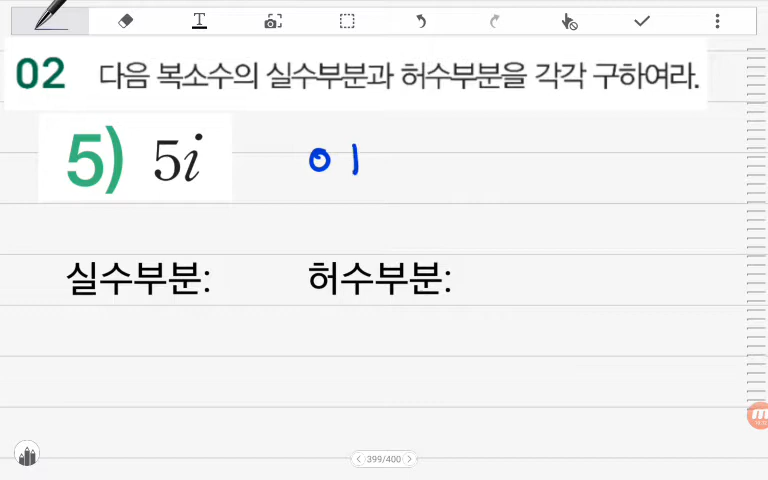 T
02 다음 복소수의 실수부분과 허수부분을 각각 구하여라.
5) 5i 0 1
실수부분: 허수부분:
399/400